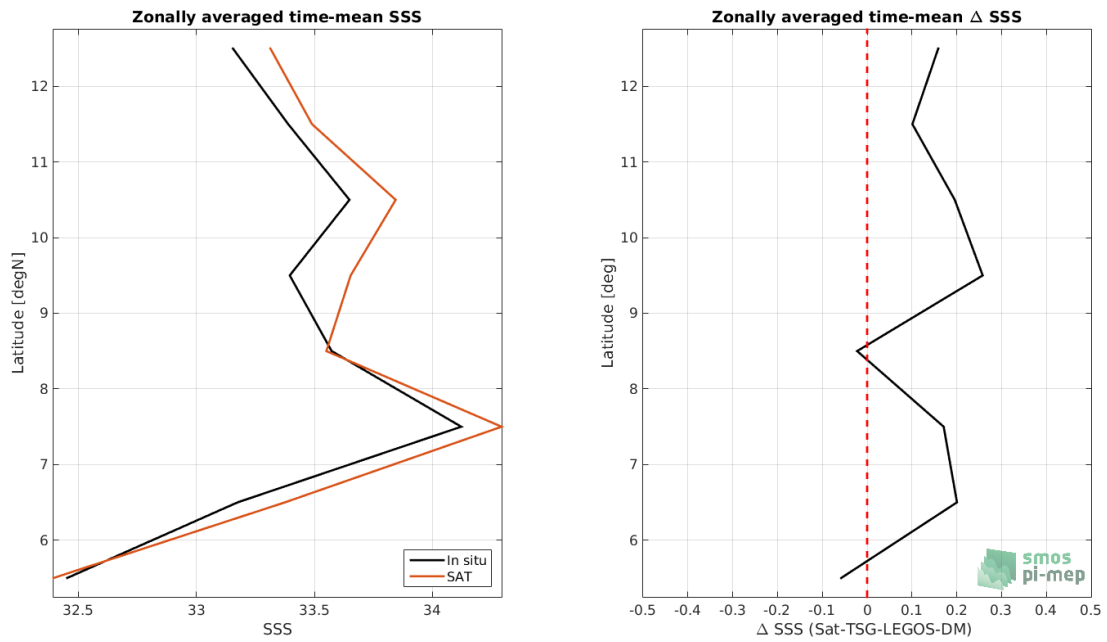 Zonally averaged time-mean SSS
12
11
10
9
8
7
6
Latitude [degN]
32.5 33 33.5 34
SSS
In situ
SAT
Zonally averaged time-mean Δ SSS
12
11
10
9
8
7
6
Latitude [deg]
-0.5 -0.4 -0.3 -0.2 -0.1 0 0.1 0.2 0.3 0.4 0.5
Δ SSS (Sat-TSG-LEGOS-DM)
smos
pi-mep